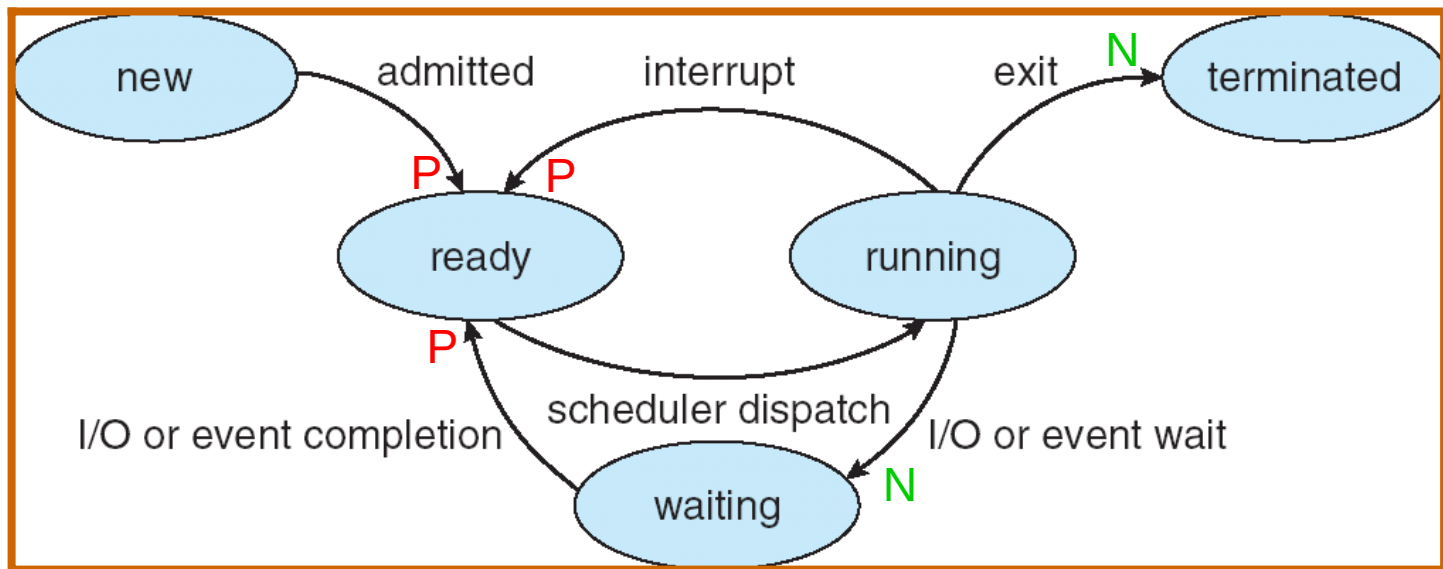 new
admitted
interrupt
exit
N
terminated
P
P
ready
running
P
scheduler dispatch
I/O or event completion
I/O or event wait
N
waiting